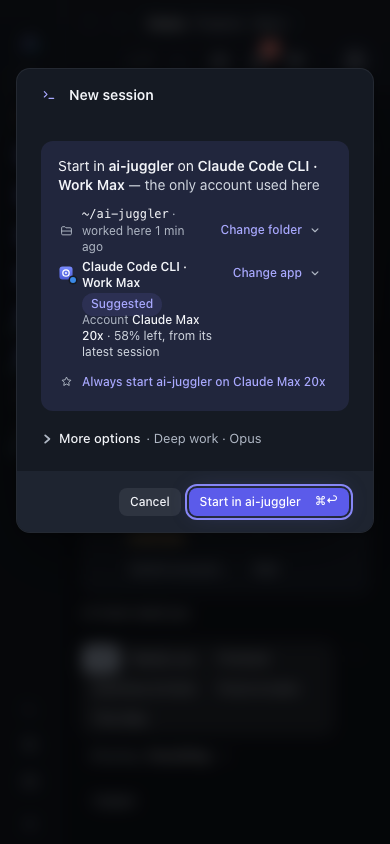 New session
Start in ai-juggler on Claude Code CLI ·
Work Max — the only account used here
~/ai-juggler ·
worked here 1 min
ago
Change folder
Claude Code CLI ·
Work Max
Change app
Suggested
Account Claude Max
20x · 58% left, from its
latest session
Always start ai-juggler on Claude Max 20x
More options · Deep work · Opus
Cancel
Start in ai-juggler ⌘↩